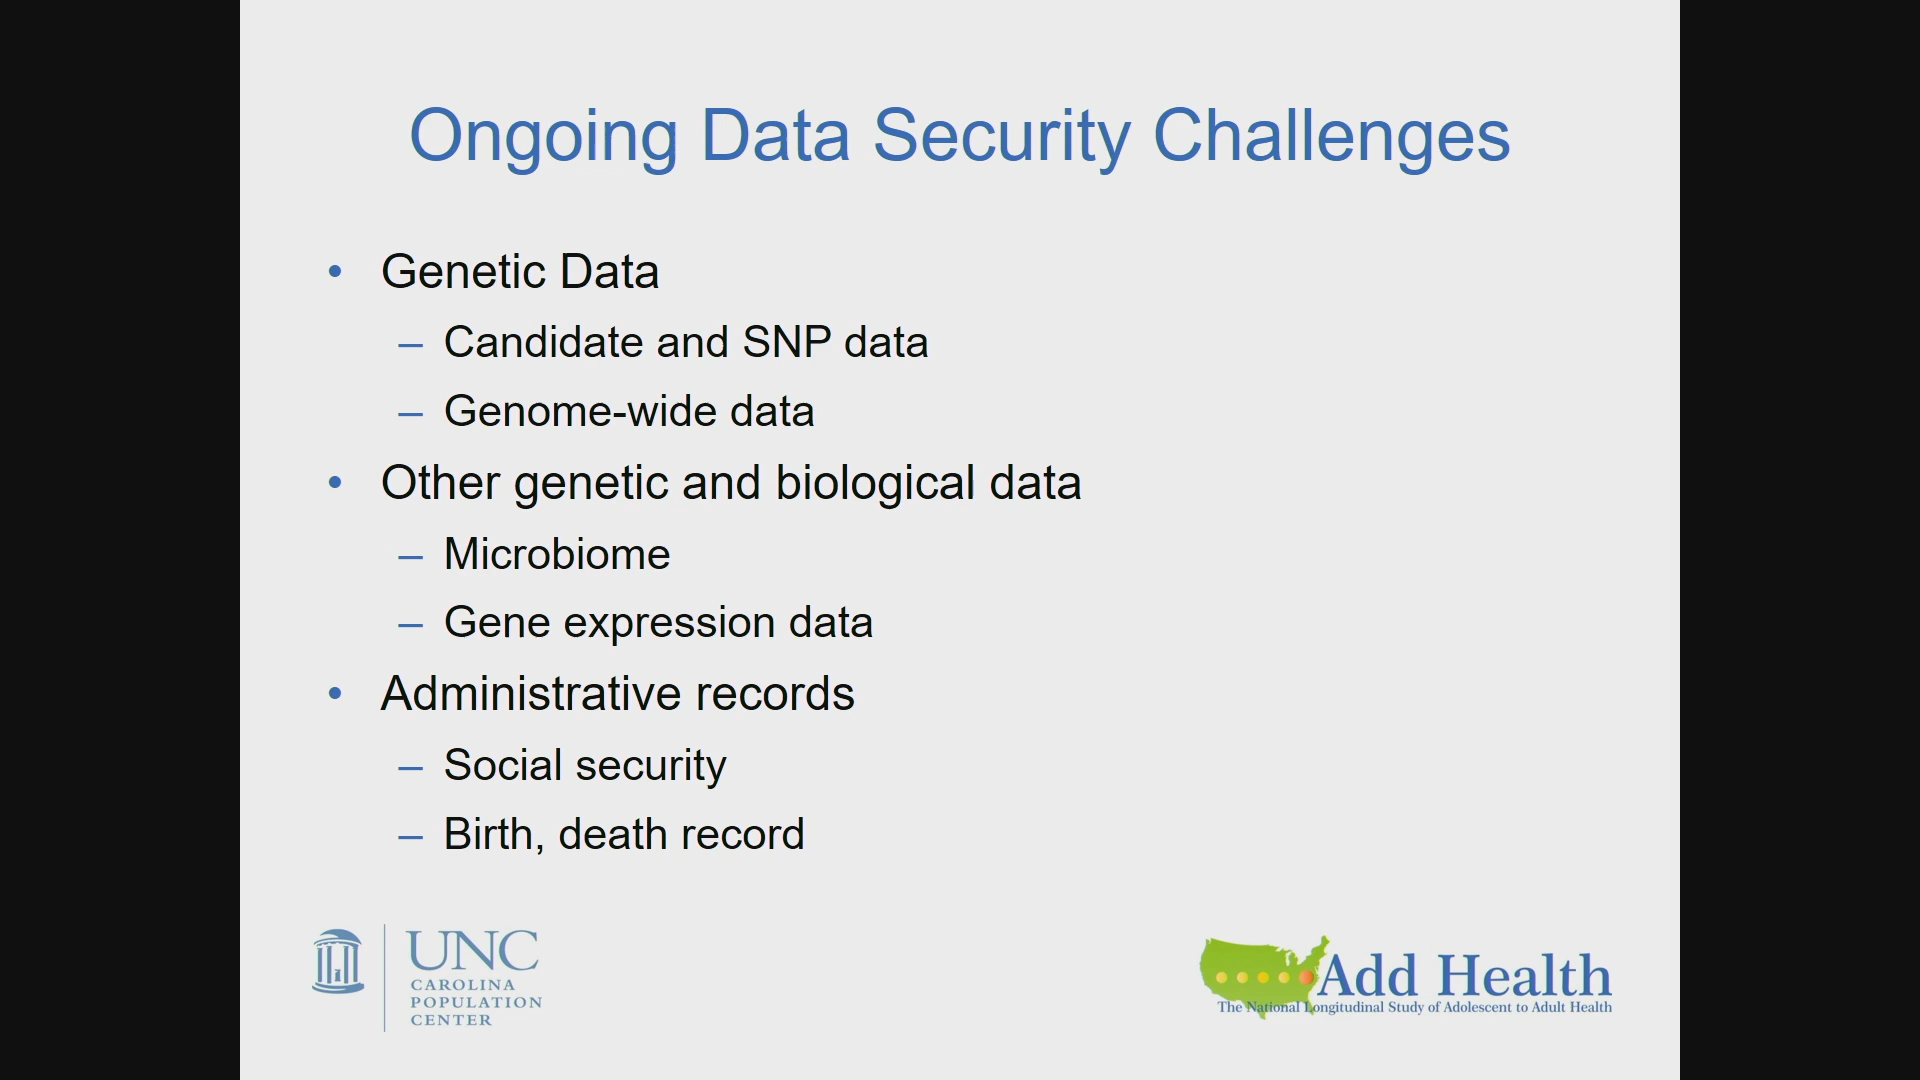 Ongoing Data Security Challenges
• Genetic Data
– Candidate and SNP data
– Genome-wide data
• Other genetic and biological data
– Microbiome
– Gene expression data
• Administrative records
– Social security
– Birth, death record
UNC
CAROLINA
POPULATION
CENTER
Add Health
The National Longitudinal Study of Adolescent to Adult Health